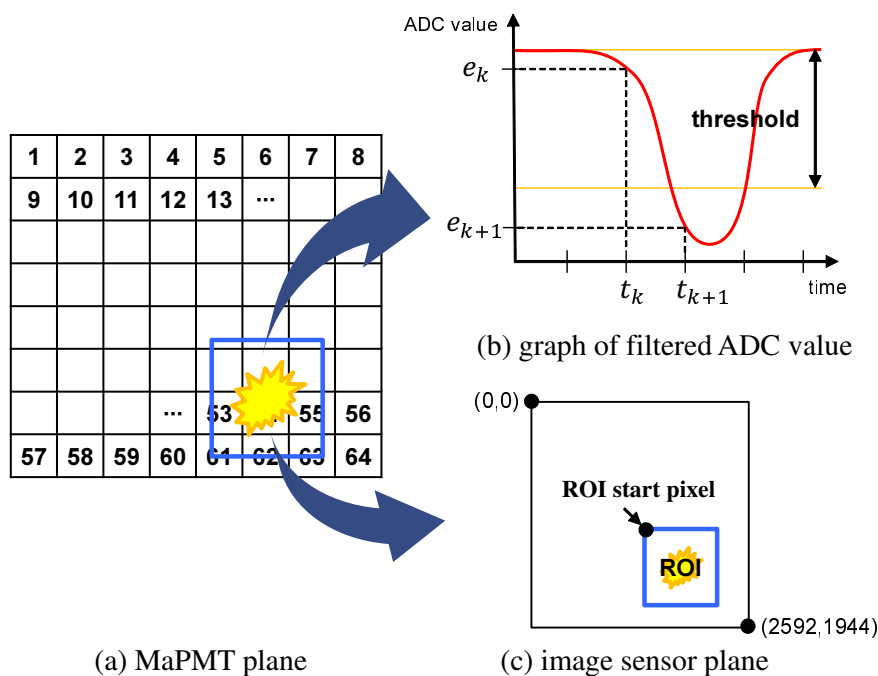 1 2 3 4 5 6 7 8
9 10 11 12 13 ...
... 53 55 56
57 58 59 60 61 62 63 64
(a) MaPMT plane
ADC value
e_k
threshold
e_{k+1}
t_k t_{k+1} time
(b) graph of filtered ADC value
(0,0)
ROI start pixel
ROI
(2592,1944)
(c) image sensor plane